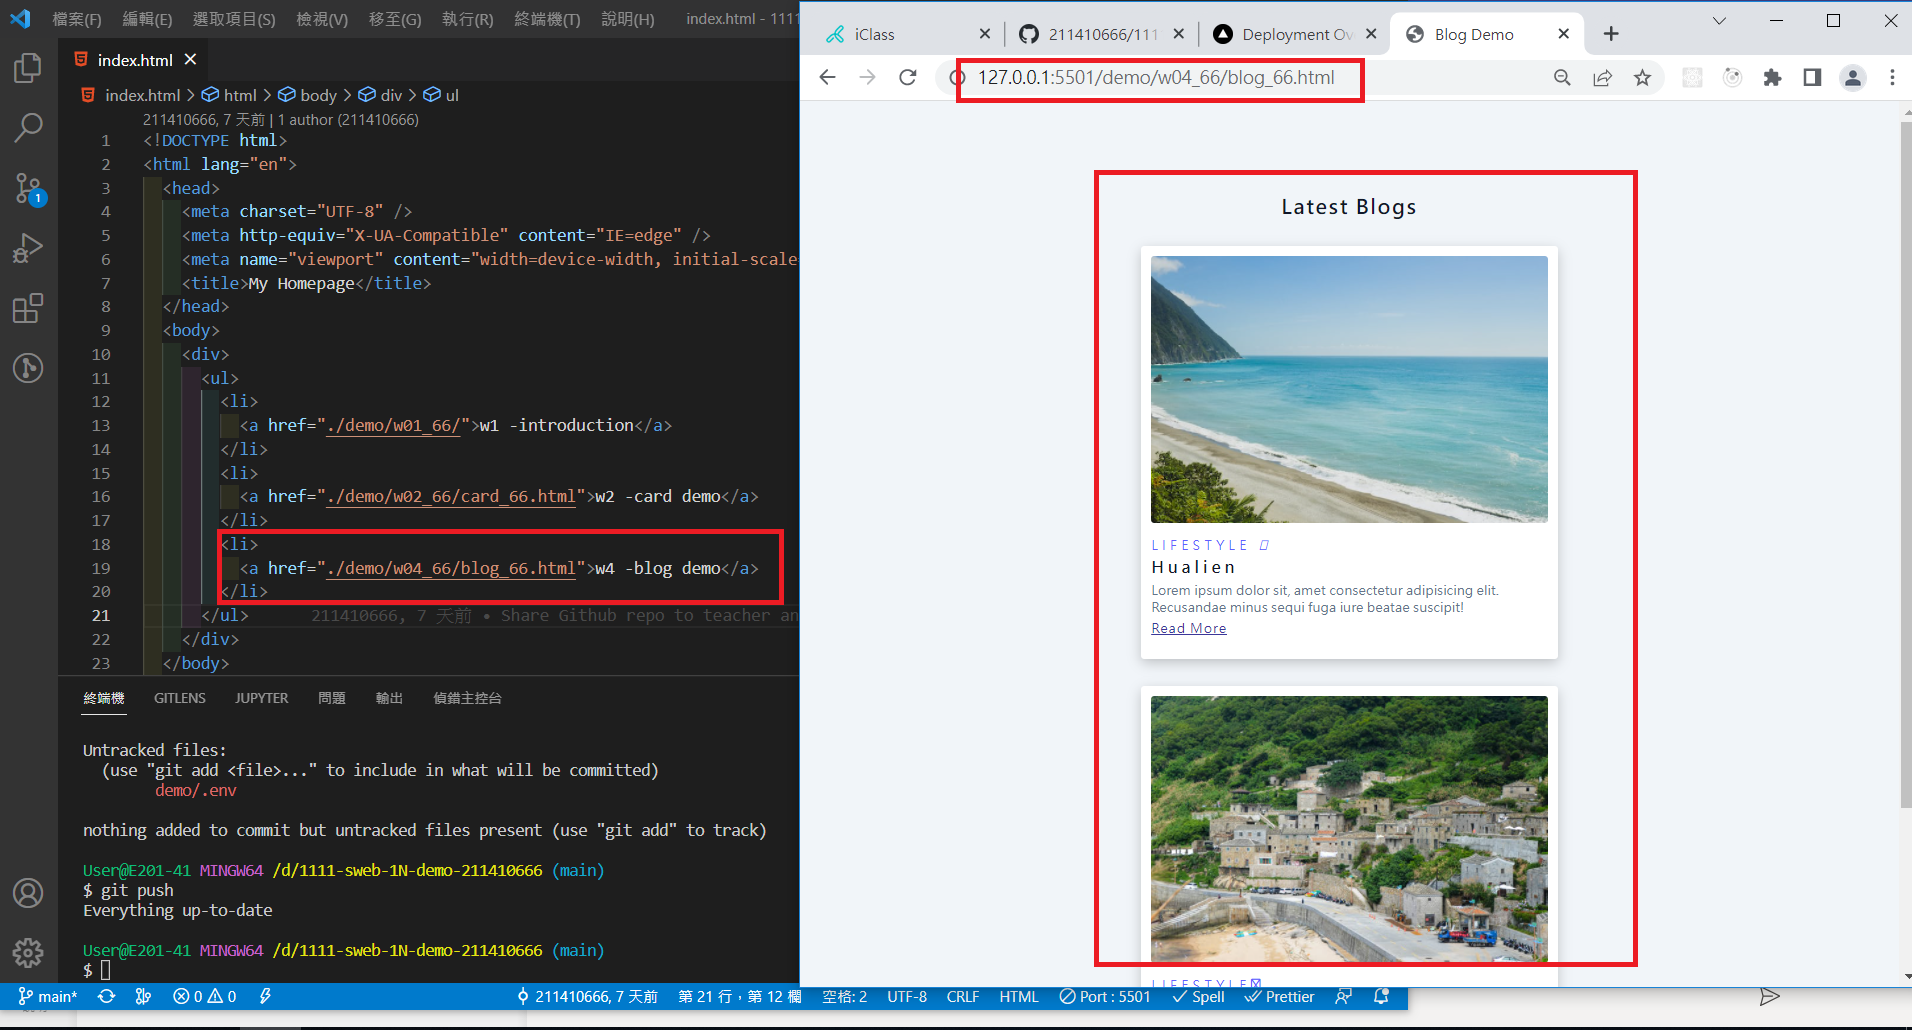 檔案(F) 編輯(E) 選取項目(S) 檢視(V) 移至(G) 執行(R) 終端機(T) 說明(H) index.html - 1111
index.html
index.html > html > body > div > ul
211410666, 7 天前 | 1 author (211410666)
1 <!DOCTYPE html>
2 <html lang="en">
3 <head>
4 <meta charset="UTF-8" />
5 <meta http-equiv="X-UA-Compatible" content="IE=edge" />
6 <meta name="viewport" content="width=device-width, initial-scale=
7 <title>My Homepage</title>
8 </head>
9 <body>
10 <div>
11 <ul>
12 <li>
13 <a href="./demo/w01_66/">w1 -introduction</a>
14 </li>
15 <li>
16 <a href="./demo/w02_66/card_66.html">w2 -card demo</a>
17 </li>
18 <li>
19 <a href="./demo/w04_66/blog_66.html">w4 -blog demo</a>
20 </li>
21 </ul> 211410666, 7 天前 • Share Github repo to teacher an
22 </div>
23 </body>
1
終端機 GITLENS JUPYTER 問題 輸出 偵錯主控台
Untracked files:
(use "git add <file>..." to include in what will be committed)
demo/.env
nothing added to commit but untracked files present (use "git add" to track)
User@E201-41 MINGW64 /d/1111-sweb-1N-demo-211410666 (main)
$ git push
Everything up-to-date
User@E201-41 MINGW64 /d/1111-sweb-1N-demo-211410666 (main)
$
main* 0 0 211410666, 7 天前 第 21 行，第 12 欄 空格: 2 UTF-8 CRLF HTML Port : 5501 Spell Prettier
iClass 211410666/111 Deployment Ov Blog Demo
127.0.0.1:5501/demo/w04_66/blog_66.html
Latest Blogs
LIFESTYLE
Hualien
Lorem ipsum dolor sit, amet consectetur adipisicing elit.
Recusandae minus sequi fuga iure beatae suscipit!
Read More
LIFESTYLE